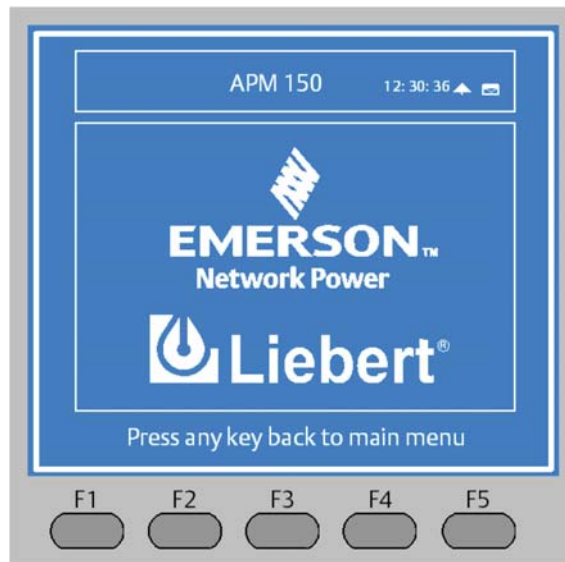 APM 150 12: 30: 36
EMERSON™
Network Power
Liebert®
Press any key back to main menu
F1 F2 F3 F4 F5